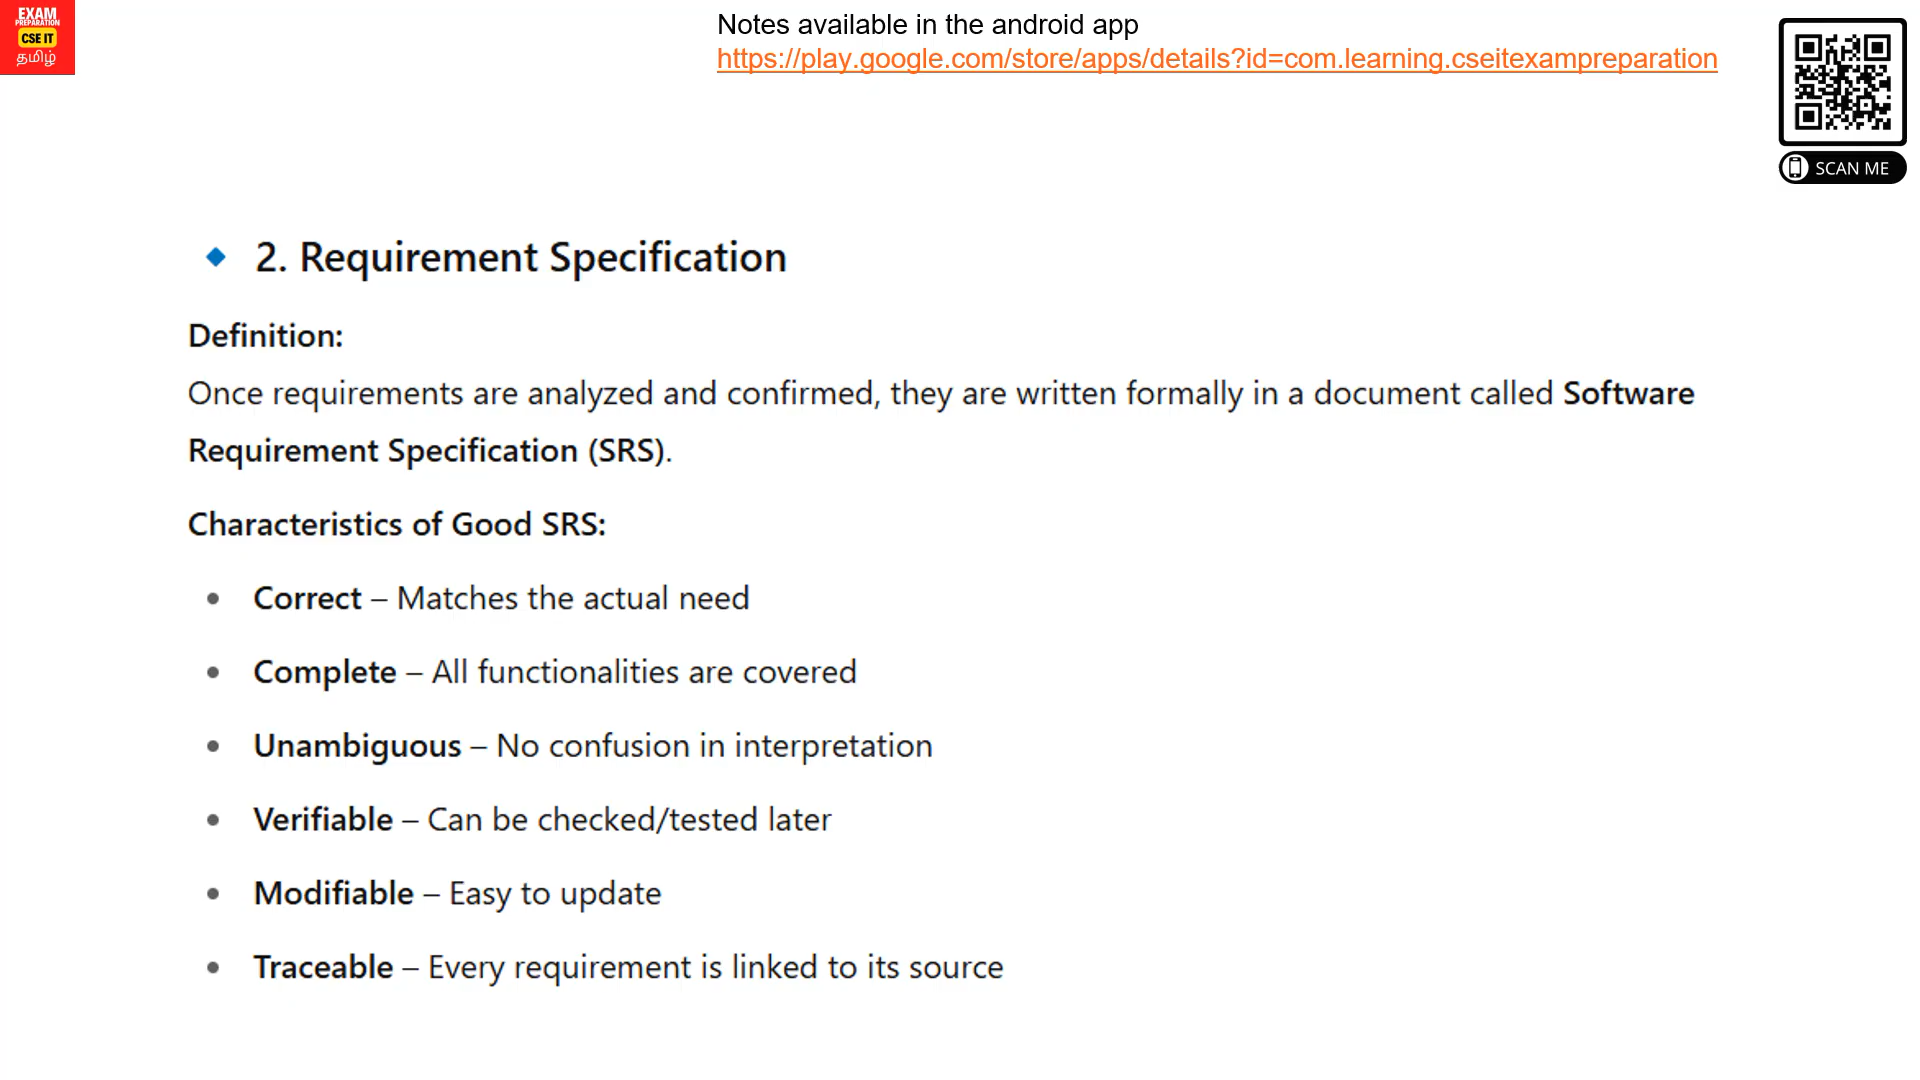 EXAM
PREPARATION
CSE IT
தமிழ்
Notes available in the android app
https://play.google.com/store/apps/details?id=com.learning.cseitexampreparation
SCAN ME
2. Requirement Specification
Definition:
Once requirements are analyzed and confirmed, they are written formally in a document called Software
Requirement Specification (SRS).
Characteristics of Good SRS:
• Correct – Matches the actual need
• Complete – All functionalities are covered
• Unambiguous – No confusion in interpretation
• Verifiable – Can be checked/tested later
• Modifiable – Easy to update
• Traceable – Every requirement is linked to its source